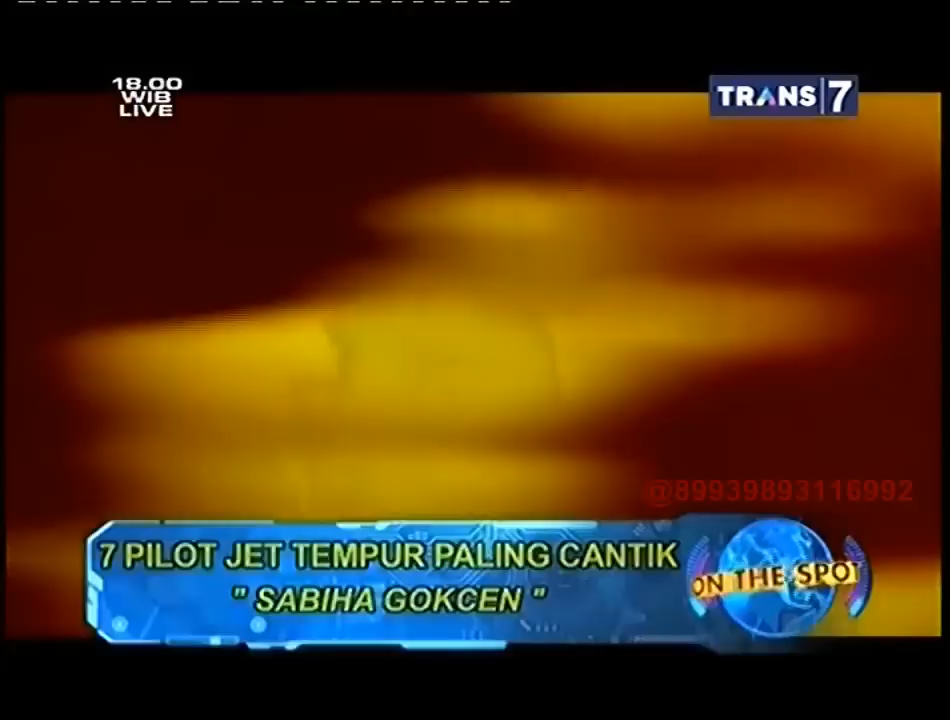 18.00
WIB
LIVE
TRANS|7
@89939893116992
7 PILOT JET TEMPUR PALING CANTIK
" SABIHA GOKCEN "
ON THE SPOT